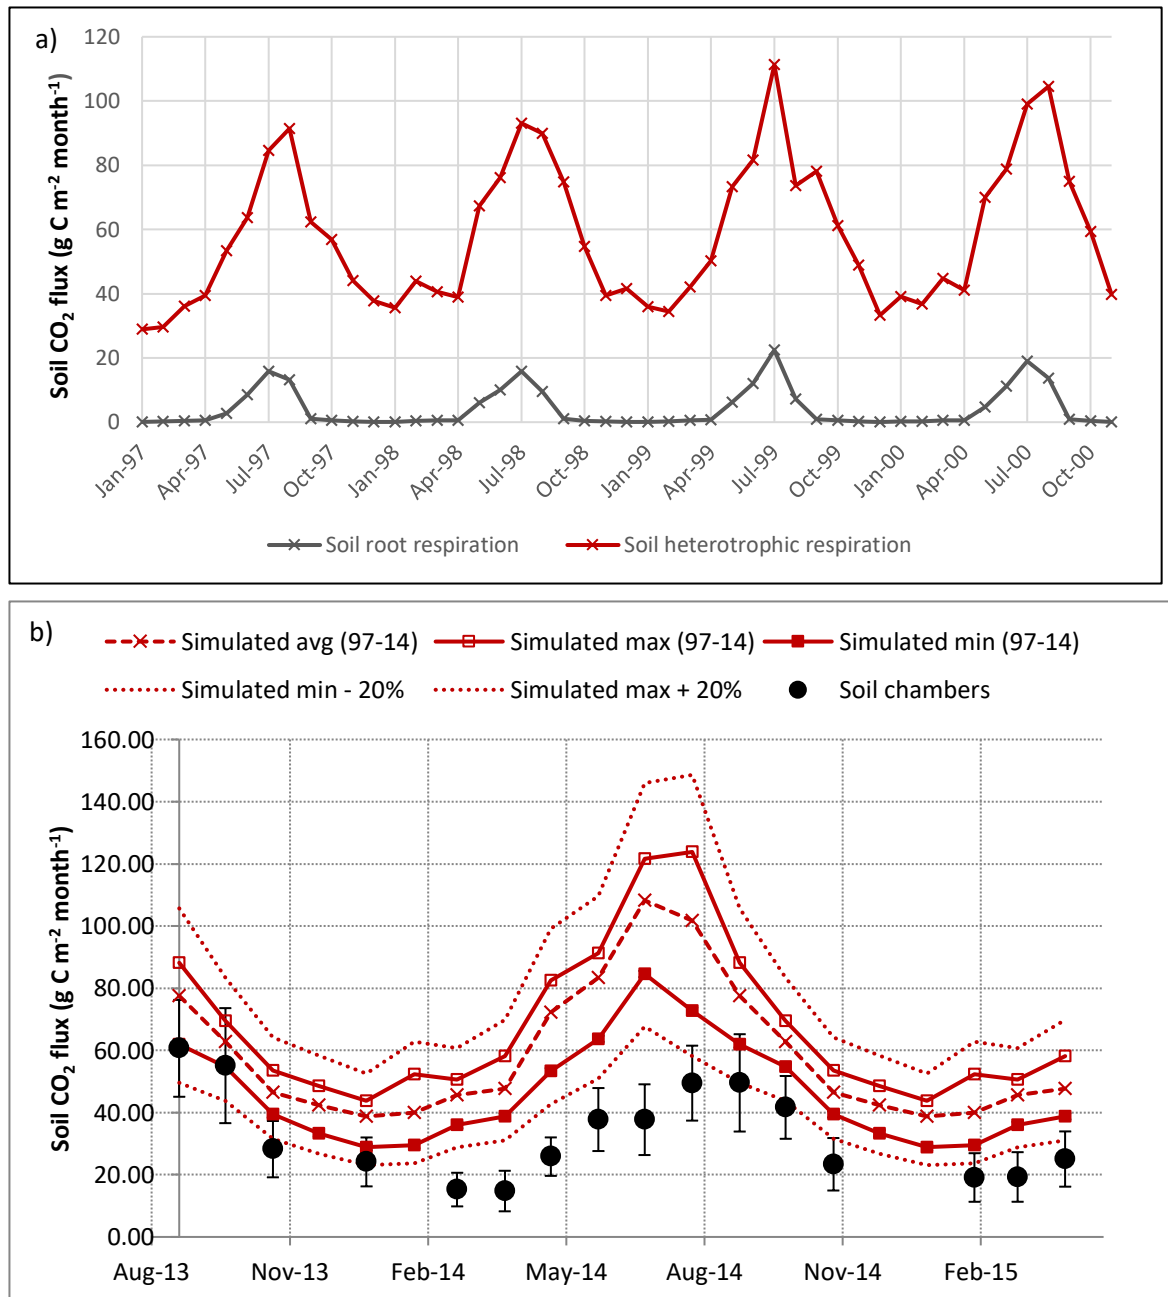 a)
Soil CO₂ flux (g C m⁻² month⁻¹)
120
100
80
60
40
20
0
Jan-97
Apr-97
Jul-97
Oct-97
Jan-98
Apr-98
Jul-98
Oct-98
Jan-99
Apr-99
Jul-99
Oct-99
Jan-00
Apr-00
Jul-00
Oct-00
Soil root respiration
Soil heterotrophic respiration
b)
Simulated avg (97-14)
Simulated max (97-14)
Simulated min (97-14)
Simulated min - 20%
Simulated max + 20%
Soil chambers
Soil CO₂ flux (g C m⁻² month⁻¹)
160.00
140.00
120.00
100.00
80.00
60.00
40.00
20.00
0.00
Aug-13
Nov-13
Feb-14
May-14
Aug-14
Nov-14
Feb-15